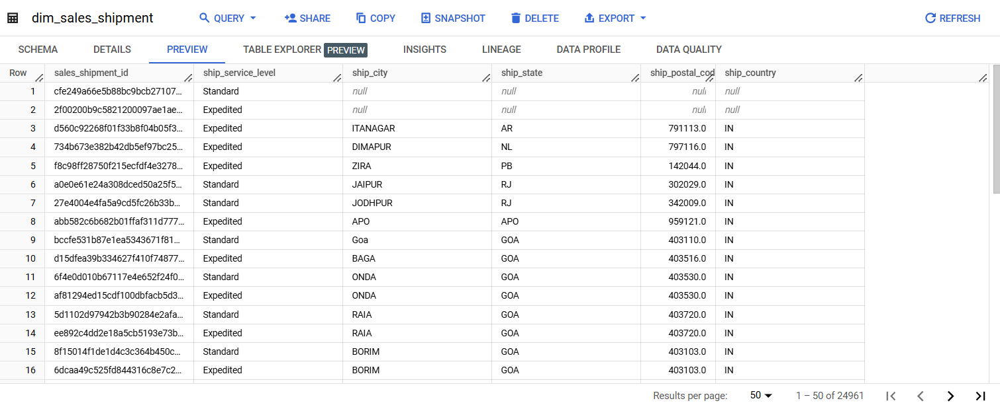 dim_sales_shipment QUERY SHARE COPY SNAPSHOT DELETE EXPORT REFRESH
SCHEMA DETAILS PREVIEW TABLE EXPLORER PREVIEW INSIGHTS LINEAGE DATA PROFILE DATA QUALITY
Row sales_shipment_id ship_service_level ship_city ship_state ship_postal_cod ship_country
1 cfe249a66e5b88bc9bcb27107... Standard null null null null
2 2f00200b9c5821200097ae1ae... Expedited null null null null
3 d560c92268f01f33b8f04b05f3... Expedited ITANAGAR AR 791113.0 IN
4 734b673e382b42db5ef97bc25... Expedited DIMAPUR NL 797116.0 IN
5 f8c98ff28750f215ecfdf4e3278... Expedited ZIRA PB 142044.0 IN
6 a0e0e61e24a308dced50a25f5... Standard JAIPUR RJ 302029.0 IN
7 27e4004e4fa5a9cd5fc26b33b... Standard JODHPUR RJ 342009.0 IN
8 abb582c6b682b01ffaf311d777... Expedited APO APO 959121.0 IN
9 bccfe531b87e1ea5343671f81... Standard Goa GOA 403110.0 IN
10 d15dfea39b334627f410f74877... Expedited BAGA GOA 403516.0 IN
11 6f4e0d010b67117e4e652f24f0... Standard ONDA GOA 403530.0 IN
12 af81294ed15cdf100dbfacb5d3... Expedited ONDA GOA 403530.0 IN
13 5d1102d97942b3b90284e2afa... Standard RAIA GOA 403720.0 IN
14 ee892c4dd2e18a5cb5193e73b... Expedited RAIA GOA 403720.0 IN
15 8f15014f1de1d4c3c364b450c... Standard BORIM GOA 403103.0 IN
16 6dcaa49c525fd844316c8e7c2... Expedited BORIM GOA 403103.0 IN
Results per page: 50 1 – 50 of 24961